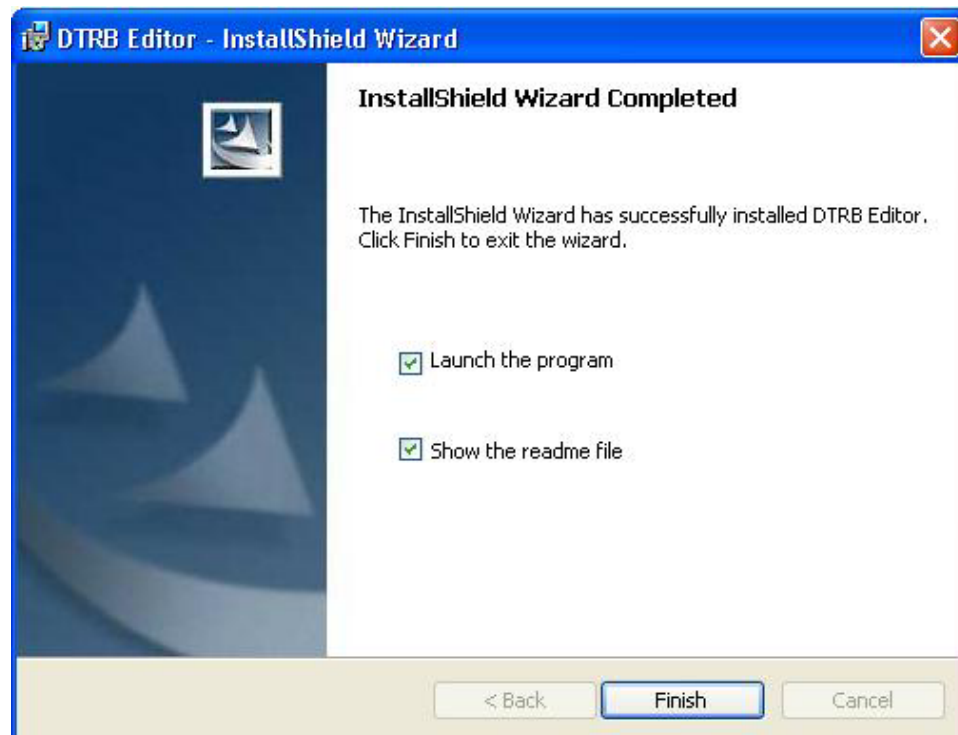 DTRB Editor - InstallShield Wizard
InstallShield Wizard Completed
The InstallShield Wizard has successfully installed DTRB Editor.
Click Finish to exit the wizard.
Launch the program
Show the readme file
< Back
Finish
Cancel